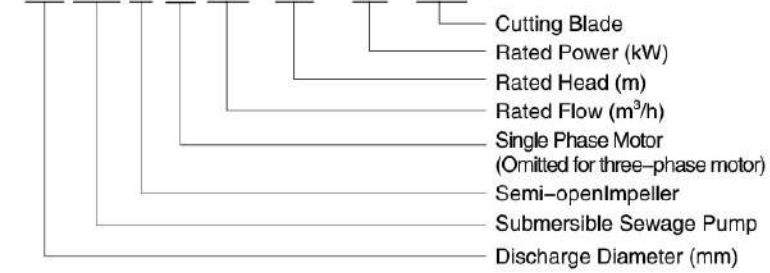 Cutting Blade
Rated Power (kW)
Rated Head (m)
Rated Flow (m³/h)
Single Phase Motor
(Omitted for three–phase motor)
Semi–openImpeller
Submersible Sewage Pump
Discharge Diameter (mm)